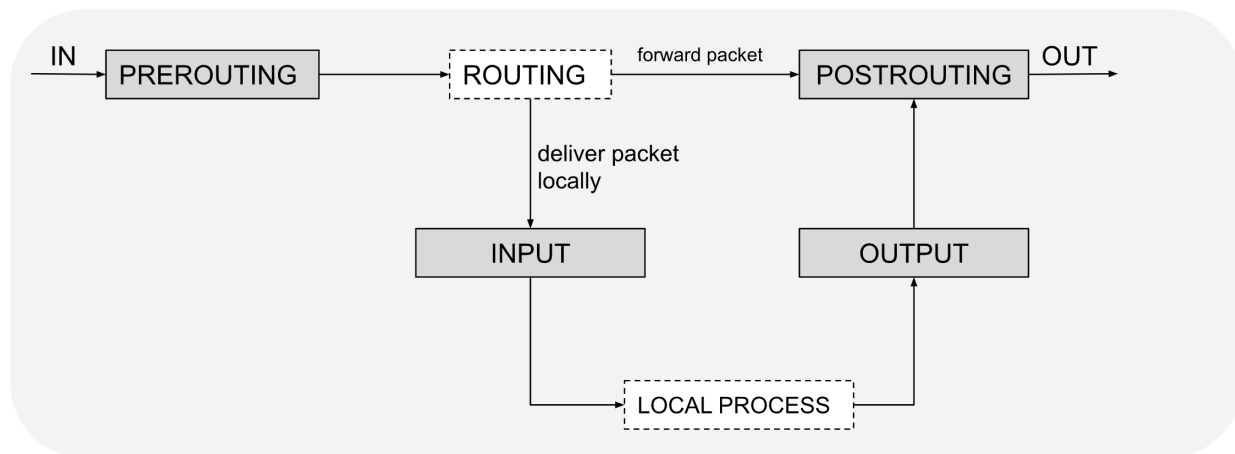 IN
PREROUTING
ROUTING
forward packet
POSTROUTING
OUT
deliver packet
locally
INPUT
OUTPUT
LOCAL PROCESS